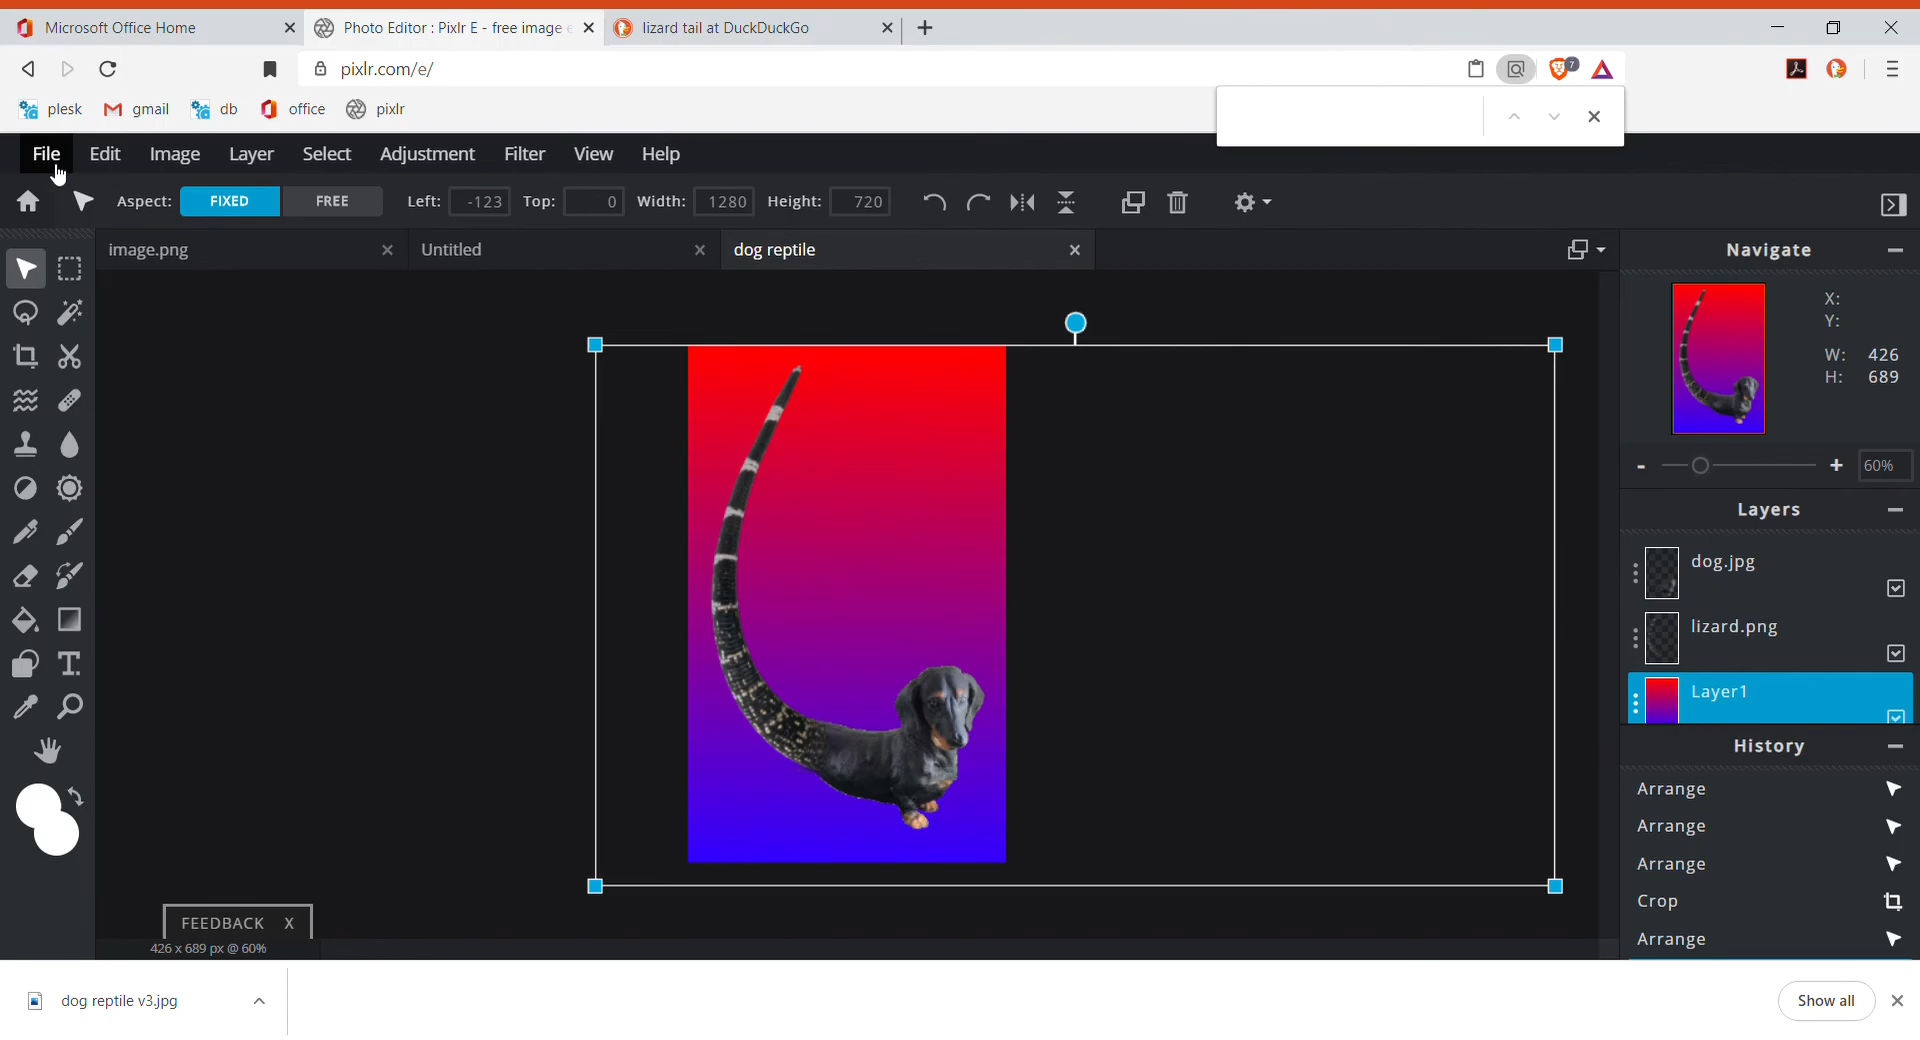 Microsoft Office Home
Photo Editor : Pixlr E - free image e
lizard tail at DuckDuckGo
pixlr.com/e/
7
plesk
gmail
db
office
pixlr
File Edit Image Layer Select Adjustment Filter View Help
Aspect: FIXED FREE Left: -123 Top: 0 Width: 1280 Height: 720
image.png
Untitled
dog reptile
Navigate
X:
Y:
W: 426
H: 689
- + 60%
Layers
dog.jpg
lizard.png
Layer1
History
Arrange
Arrange
Arrange
Crop
Arrange
FEEDBACK X
426 x 689 px @ 60%
dog reptile v3.jpg
Show all